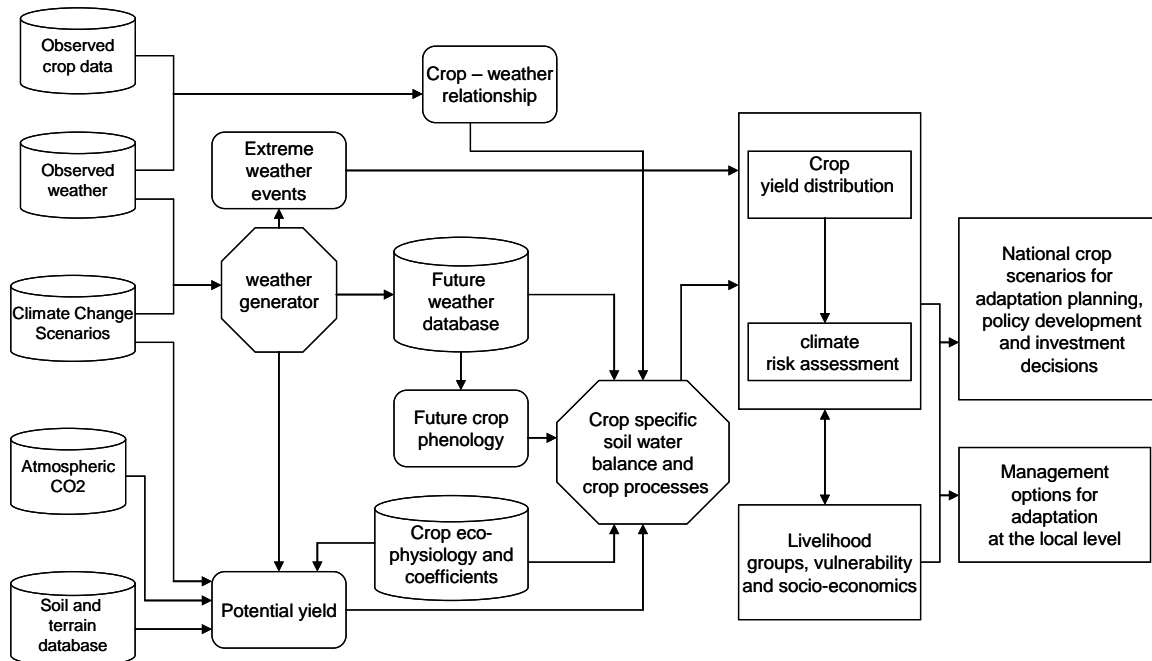 Observed
crop data
Crop – weather
relationship
Observed
weather
Extreme
weather
events
Crop
yield distribution
weather
generator
Future
weather
database
Climate Change
Scenarios
climate
risk assessment
National crop
scenarios for
adaptation planning,
policy development
and investment
decisions
Future crop
phenology
Crop specific
soil water
balance and
crop processes
Atmospheric
CO2
Crop eco-
physiology and
coefficients
Livelihood
groups, vulnerability
and socio-economics
Management
options for
adaptation
at the local level
Soil and
terrain
database
Potential yield